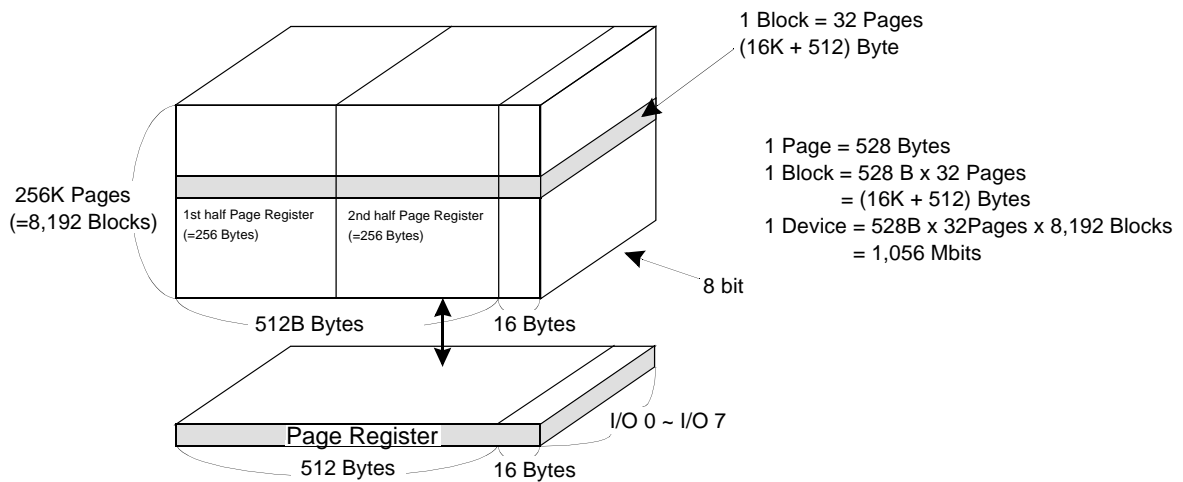 1 Block = 32 Pages
(16K + 512) Byte
1 Page = 528 Bytes
1 Block = 528 B x 32 Pages
= (16K + 512) Bytes
1 Device = 528B x 32Pages x 8,192 Blocks
= 1,056 Mbits
256K Pages
(=8,192 Blocks)
1st half Page Register
(=256 Bytes)
2nd half Page Register
(=256 Bytes)
8 bit
512B Bytes
16 Bytes
I/O 0 ~ I/O 7
Page Register
512 Bytes
16 Bytes